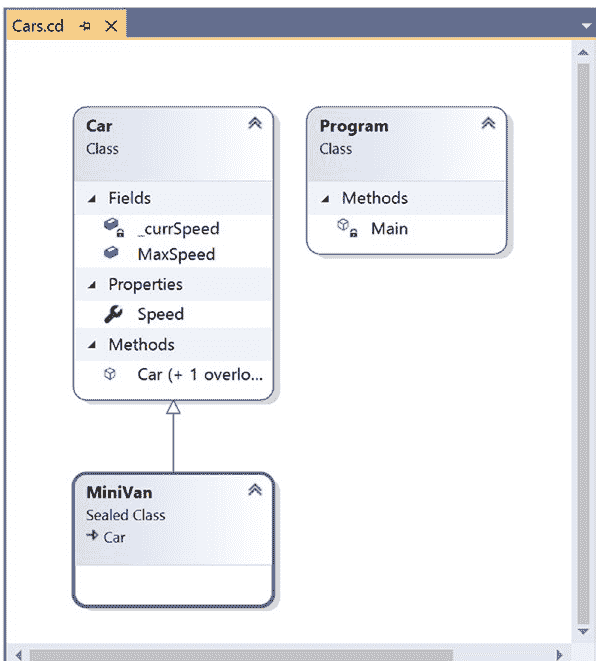 Cars.cd
Car
Class
Fields
_currSpeed
MaxSpeed
Properties
Speed
Methods
Car (+ 1 overlo...
Program
Class
Methods
Main
MiniVan
Sealed Class
Car